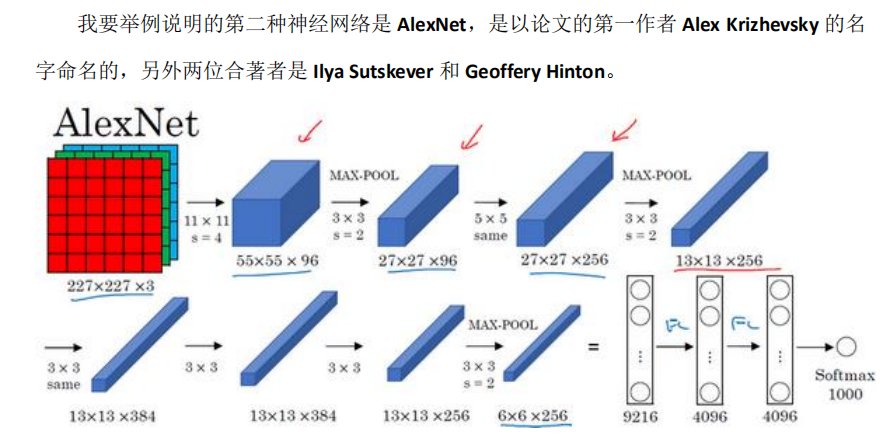 我要举例说明的第二种神经网络是 AlexNet，是以论文的第一作者 Alex Krizhevsky 的名
字命名的，另外两位合著者是 Ilya Sutskever 和 Geoffery Hinton。
AlexNet
227×227 ×3
11 × 11
s = 4
55×55 × 96
MAX-POOL
3 × 3
s = 2
27×27 ×96
5 × 5
same
27×27 ×256
MAX-POOL
3 × 3
s = 2
13×13 ×256
3 × 3
same
13×13 ×384
3 × 3
13×13 ×384
3 × 3
13×13 ×256
MAX-POOL
3 × 3
s = 2
6×6 ×256
=
⋮
9216
FC
⋮
4096
FC
⋮
4096
Softmax
1000